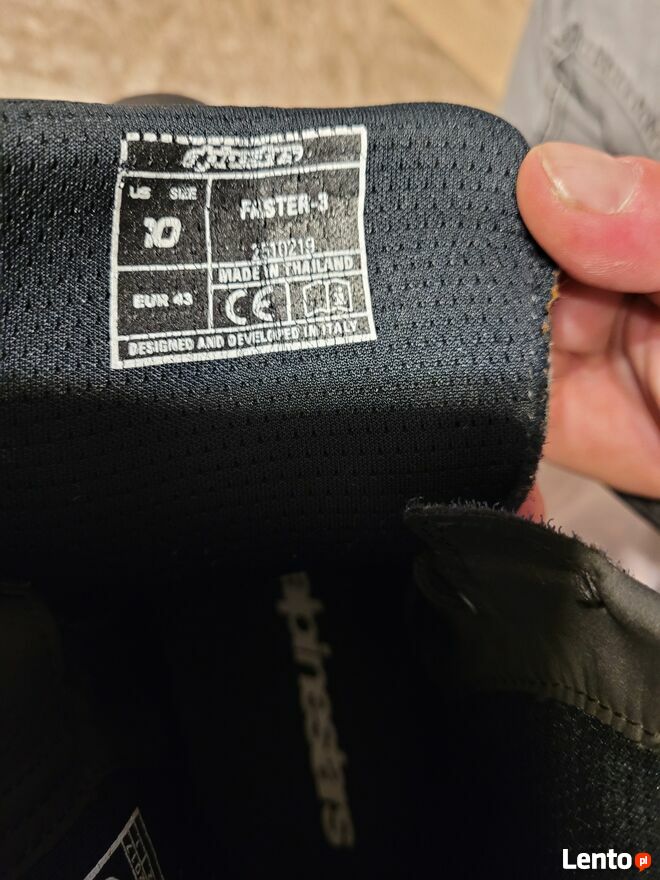 US SIZE
10
FASTER-3
2510219
MADE IN THAILAND
EUR 43
CE
DESIGNED AND DEVELOPED IN ITALY
alpinestars
Lento pl